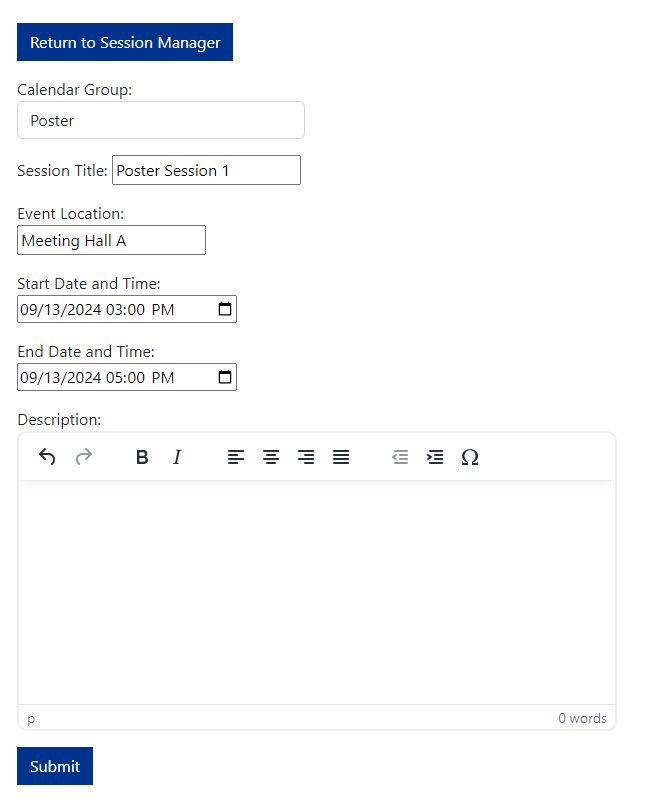 Return to Session Manager
Calendar Group:
Poster
Session Title: Poster Session 1
Event Location:
Meeting Hall A
Start Date and Time:
09/13/2024 03:00 PM
End Date and Time:
09/13/2024 05:00 PM
Description:
B I Ω
p 0 words
Submit